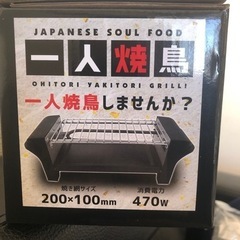 JAPANESE SOUL FOOD
一人焼鳥
OHITORI YAKITORI GRILL!
一人焼鳥しませんか？
焼き網サイズ
200×100mm
消費電力
470W